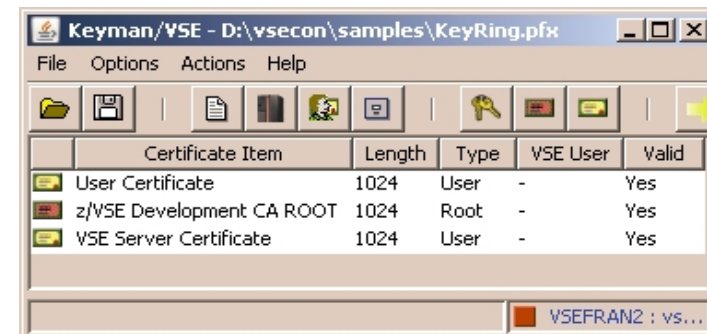 Keyman/VSE - D:\vsecon\samples\KeyRing.pfx
File Options Actions Help
Certificate Item Length Type VSE User Valid
User Certificate 1024 User - Yes
z/VSE Development CA ROOT 1024 Root - Yes
VSE Server Certificate 1024 User - Yes
VSEFRAN2 : vs...